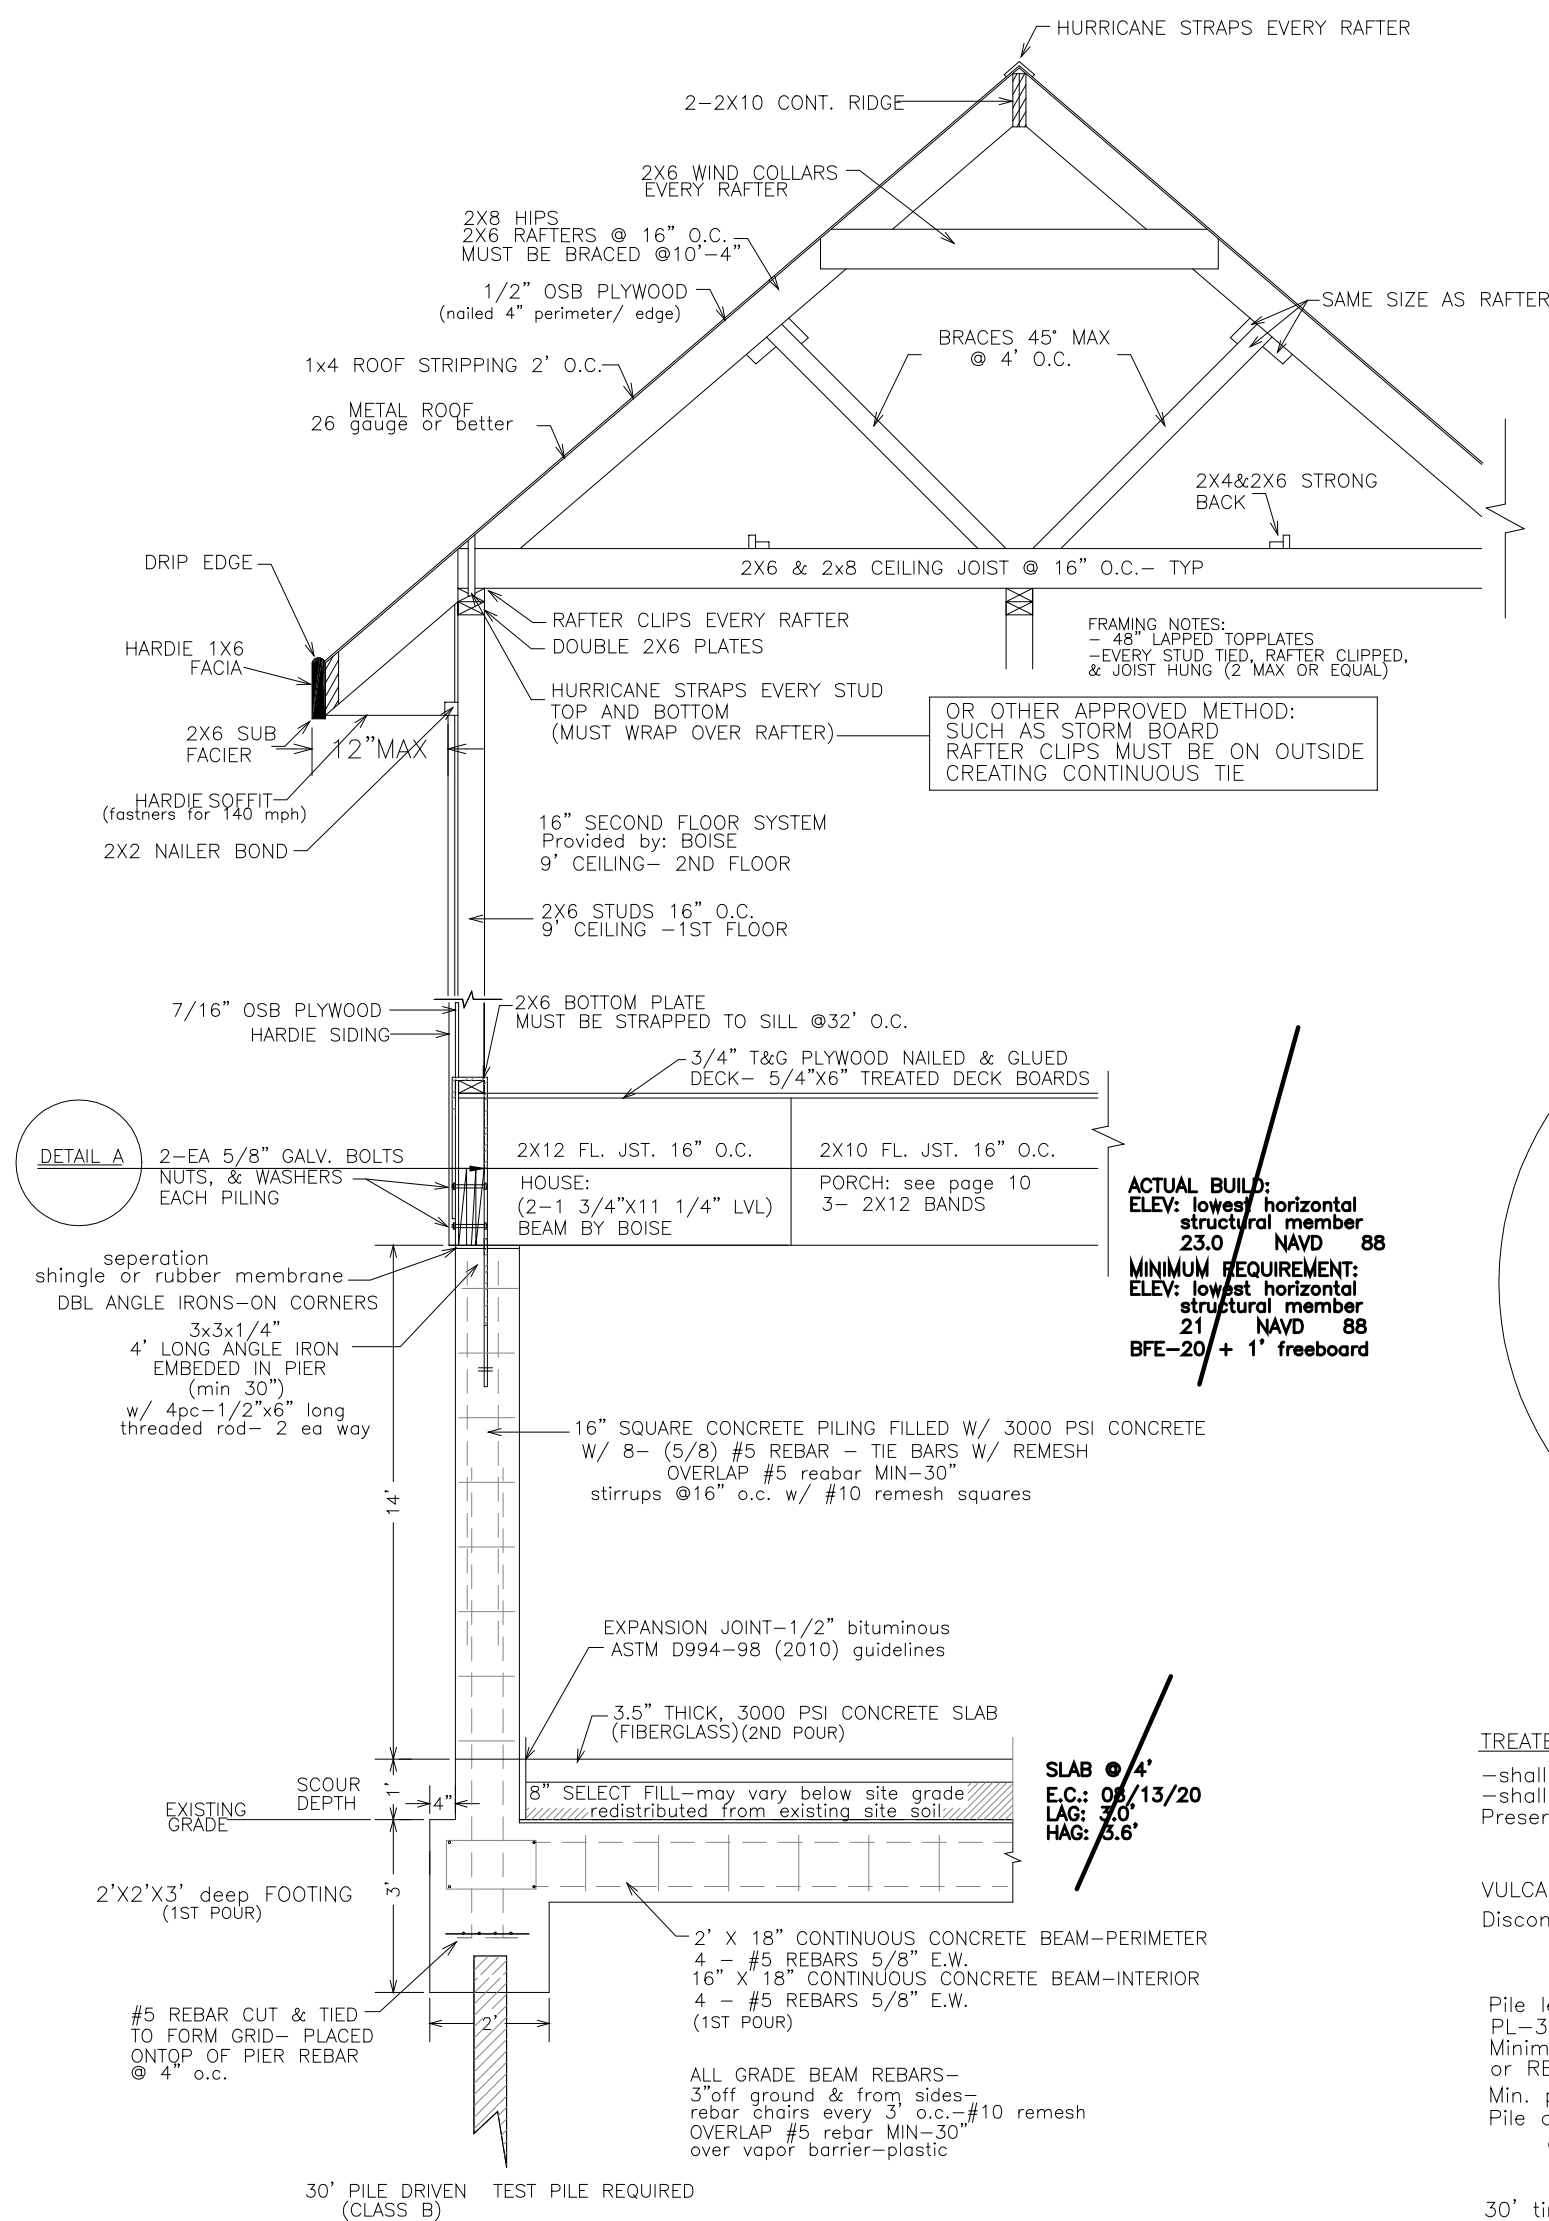 HURRICANE STRAPS EVERY RAFTER
2-2X10 CONT. RIDGE
2X6 WIND COLLARS
EVERY RAFTER
2X8 HIPS
2X6 RAFTERS @ 16" O.C.
MUST BE BRACED @10'-4"
1/2" OSB PLYWOOD
(nailed 4" perimeter/ edge)
SAME SIZE AS RAFTER
BRACES 45° MAX
@ 4' O.C.
1x4 ROOF STRIPPING 2' O.C.
METAL ROOF
26 gauge or better
2X4&2X6 STRONG
BACK
DRIP EDGE
2X6 & 2x8 CEILING JOIST @ 16" O.C.- TYP
RAFTER CLIPS EVERY RAFTER
DOUBLE 2X6 PLATES
HARDIE 1X6
FACIA
FRAMING NOTES:
- 48" LAPPED TOPPLATES
-EVERY STUD TIED, RAFTER CLIPPED,
& JOIST HUNG (2 MAX OR EQUAL)
HURRICANE STRAPS EVERY STUD
TOP AND BOTTOM
(MUST WRAP OVER RAFTER)
OR OTHER APPROVED METHOD:
SUCH AS STORM BOARD
RAFTER CLIPS MUST BE ON OUTSIDE
CREATING CONTINUOUS TIE
2X6 SUB
FACIER
12"MAX
HARDIE SOFFIT
(fastners for 140 mph)
2X2 NAILER BOND
16" SECOND FLOOR SYSTEM
Provided by: BOISE
9' CEILING- 2ND FLOOR
2X6 STUDS 16" O.C.
9' CEILING -1ST FLOOR
7/16" OSB PLYWOOD
HARDIE SIDING
2X6 BOTTOM PLATE
MUST BE STRAPPED TO SILL @32' O.C.
3/4" T&G PLYWOOD NAILED & GLUED
DECK- 5/4"X6" TREATED DECK BOARDS
DETAIL A
2-EA 5/8" GALV. BOLTS
NUTS, & WASHERS
EACH PILING
2X12 FL. JST. 16" O.C.
HOUSE:
(2-1 3/4"X11 1/4" LVL)
BEAM BY BOISE
2X10 FL. JST. 16" O.C.
PORCH: see page 10
3- 2X12 BANDS
ACTUAL BUILD:
ELEV: lowest horizontal
structural member
23.0 NAVD 88
MINIMUM REQUIREMENT:
ELEV: lowest horizontal
structural member
21 NAVD 88
BFE-20 + 1' freeboard
seperation
shingle or rubber membrane
DBL ANGLE IRONS-ON CORNERS
3x3x1/4"
4' LONG ANGLE IRON
EMBEDED IN PIER
(min 30")
w/ 4pc-1/2"x6" long
threaded rod- 2 ea way
16" SQUARE CONCRETE PILING FILLED W/ 3000 PSI CONCRETE
W/ 8- (5/8) #5 REBAR - TIE BARS W/ REMESH
OVERLAP #5 reabar MIN-30"
stirrups @16" o.c. w/ #10 remesh squares
14'
EXPANSION JOINT-1/2" bituminous
ASTM D994-98 (2010) guidelines
3.5" THICK, 3000 PSI CONCRETE SLAB
(FIBERGLASS)(2ND POUR)
SLAB @ 4'
E.C.: 08/13/20
LAG: 3.0'
HAG: 3.6'
SCOUR
DEPTH
1'
4"
8" SELECT FILL-may vary below site grade
redistributed from existing site soil
EXISTING
GRADE
3'
2'X2'X3' deep FOOTING
(1ST POUR)
2' X 18" CONTINUOUS CONCRETE BEAM-PERIMETER
4 - #5 REBARS 5/8" E.W.
16" X 18" CONTINUOUS CONCRETE BEAM-INTERIOR
4 - #5 REBARS 5/8" E.W.
(1ST POUR)
#5 REBAR CUT & TIED
TO FORM GRID- PLACED
ONTOP OF PIER REBAR
@ 4" o.c.
2'
ALL GRADE BEAM REBARS-
3"off ground & from sides-
rebar chairs every 3' o.c.-#10 remesh
OVERLAP #5 rebar MIN-30"
over vapor barrier-plastic
30' PILE DRIVEN TEST PILE REQUIRED
(CLASS B)
-shall
-shall
Pile
PL-3
or
Min.
Pile
30'